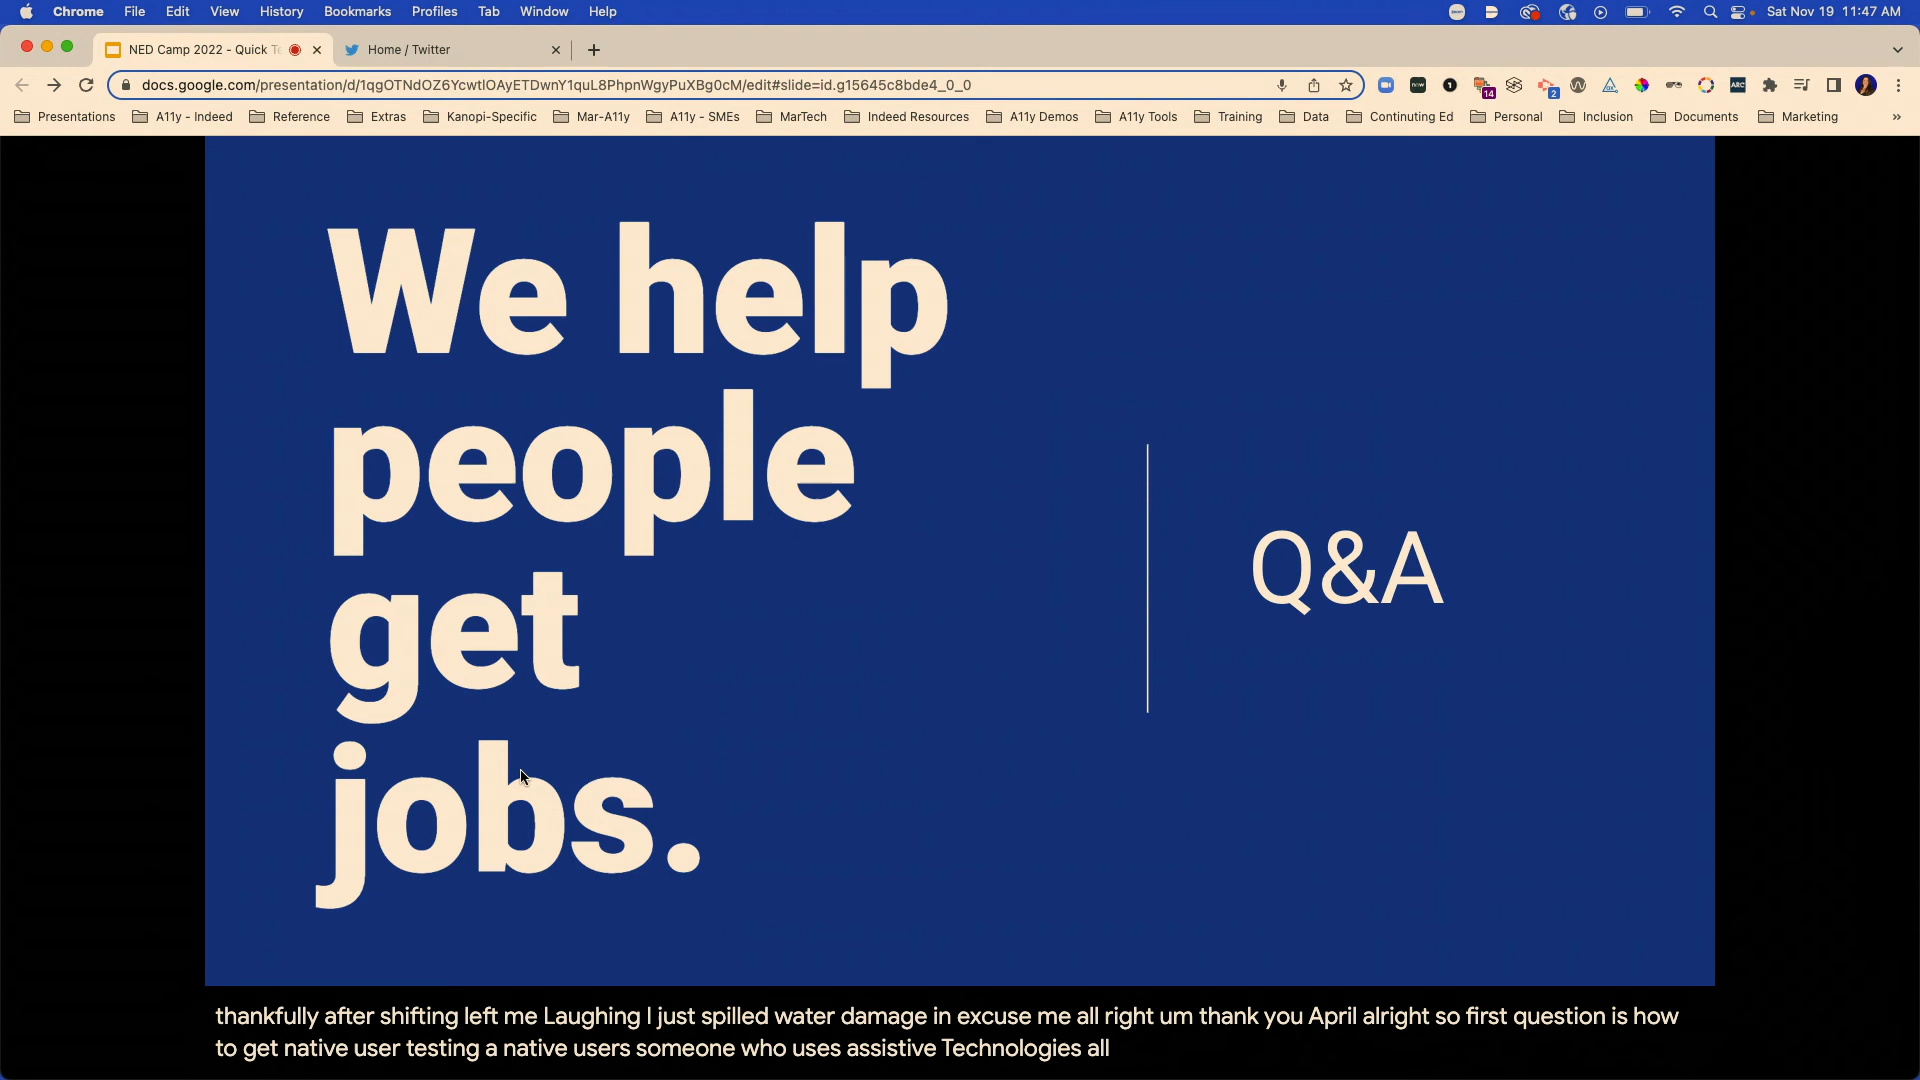 Chrome File Edit View History Bookmarks Profiles Tab Window Help Sat Nov 19 11:47 AM
NED Camp 2022 - Quick Home / Twitter
docs.google.com/presentation/d/1qgOTNdOZ6YcwtlOAyETDwnY1quL8PhpnWgyPuXBg0cM/edit#slide=id.g15645c8bde4_0_0
14 2 ARC
Presentations A11y - Indeed Reference Extras Kanopi-Specific Mar-A11y A11y - SMEs MarTech Indeed Resources A11y Demos A11y Tools Training Data Continuting Ed Personal Inclusion Documents Marketing »
We help
people
get
jobs.
Q&A
thankfully after shifting left me Laughing I just spilled water damage in excuse me all right um thank you April alright so first question is how
to get native user testing a native users someone who uses assistive Technologies all